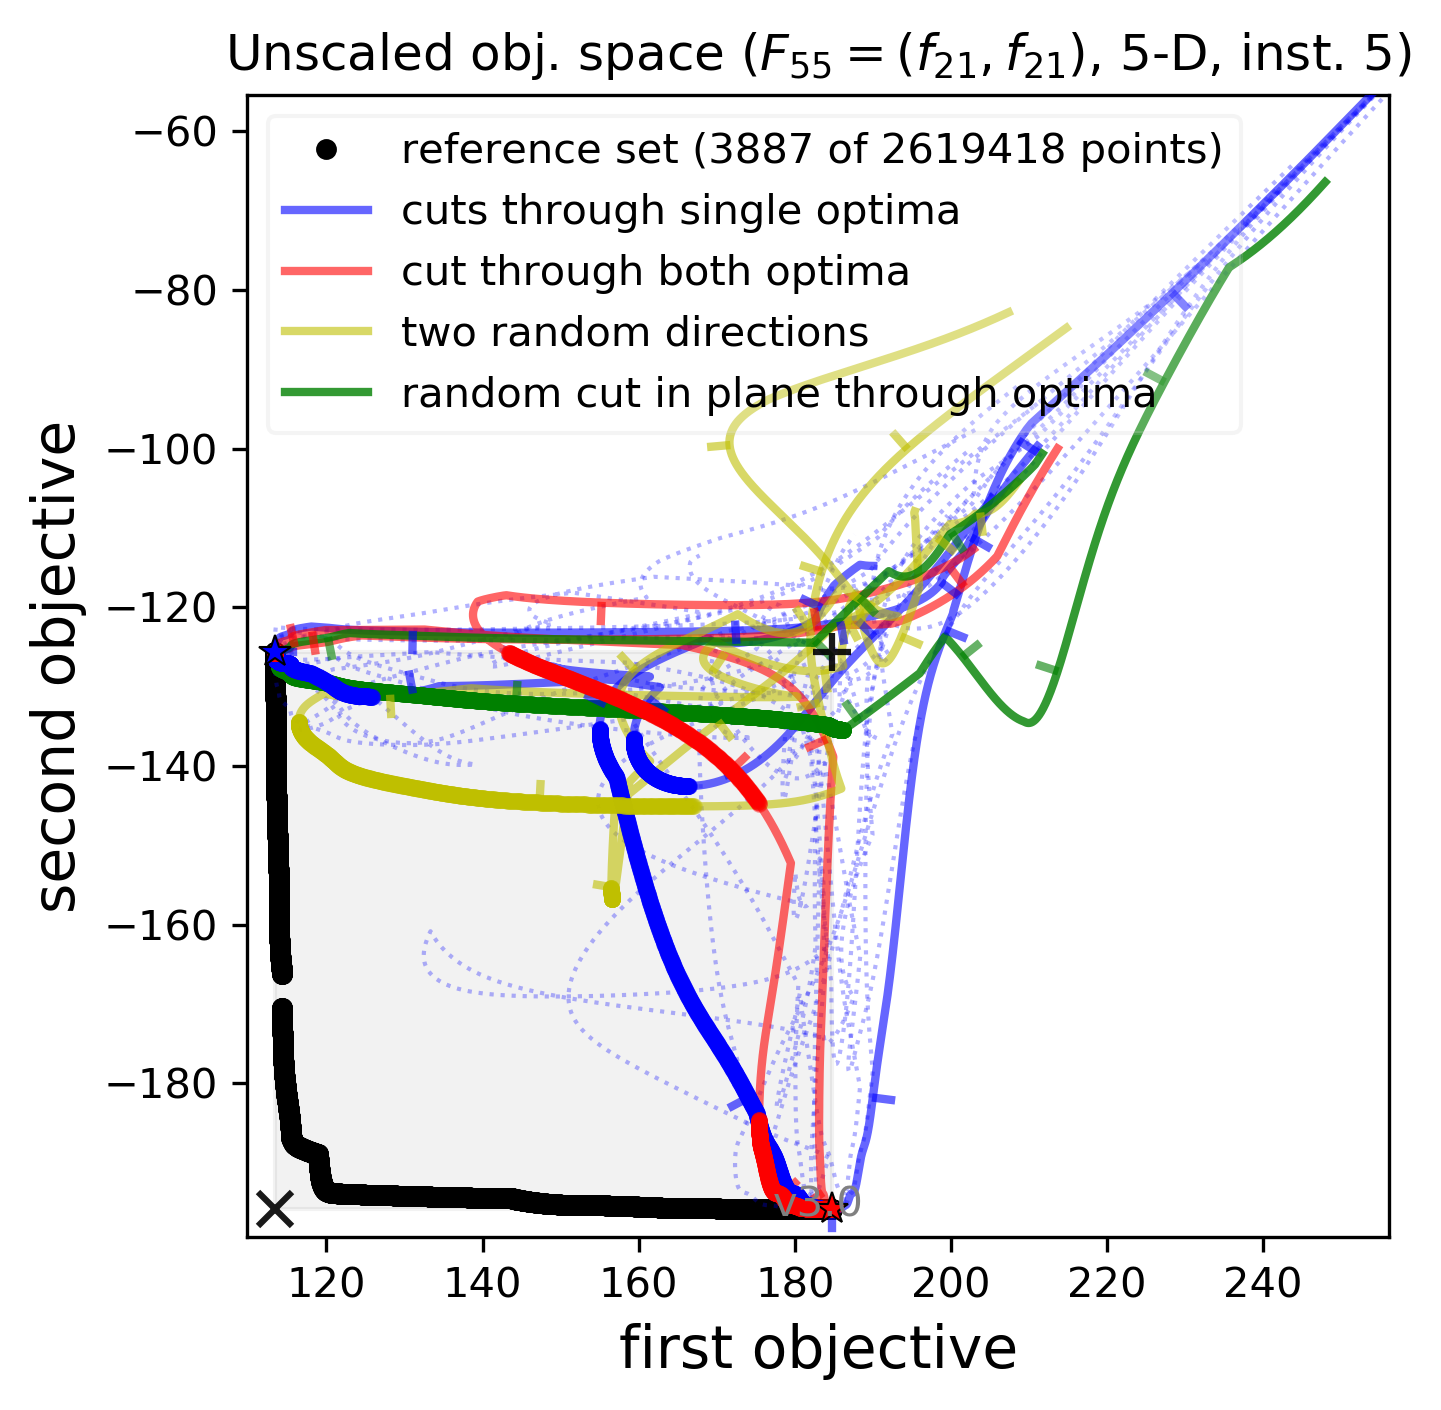 Unscaled obj. space (F₅₅ = (f₂₁, f₂₁), 5-D, inst. 5)
reference set (3887 of 2619418 points)
cuts through single optima
cut through both optima
two random directions
random cut in plane through optima
second objective
−60
−80
−100
−120
−140
−160
−180
v3.0
120 140 160 180 200 220 240
first objective